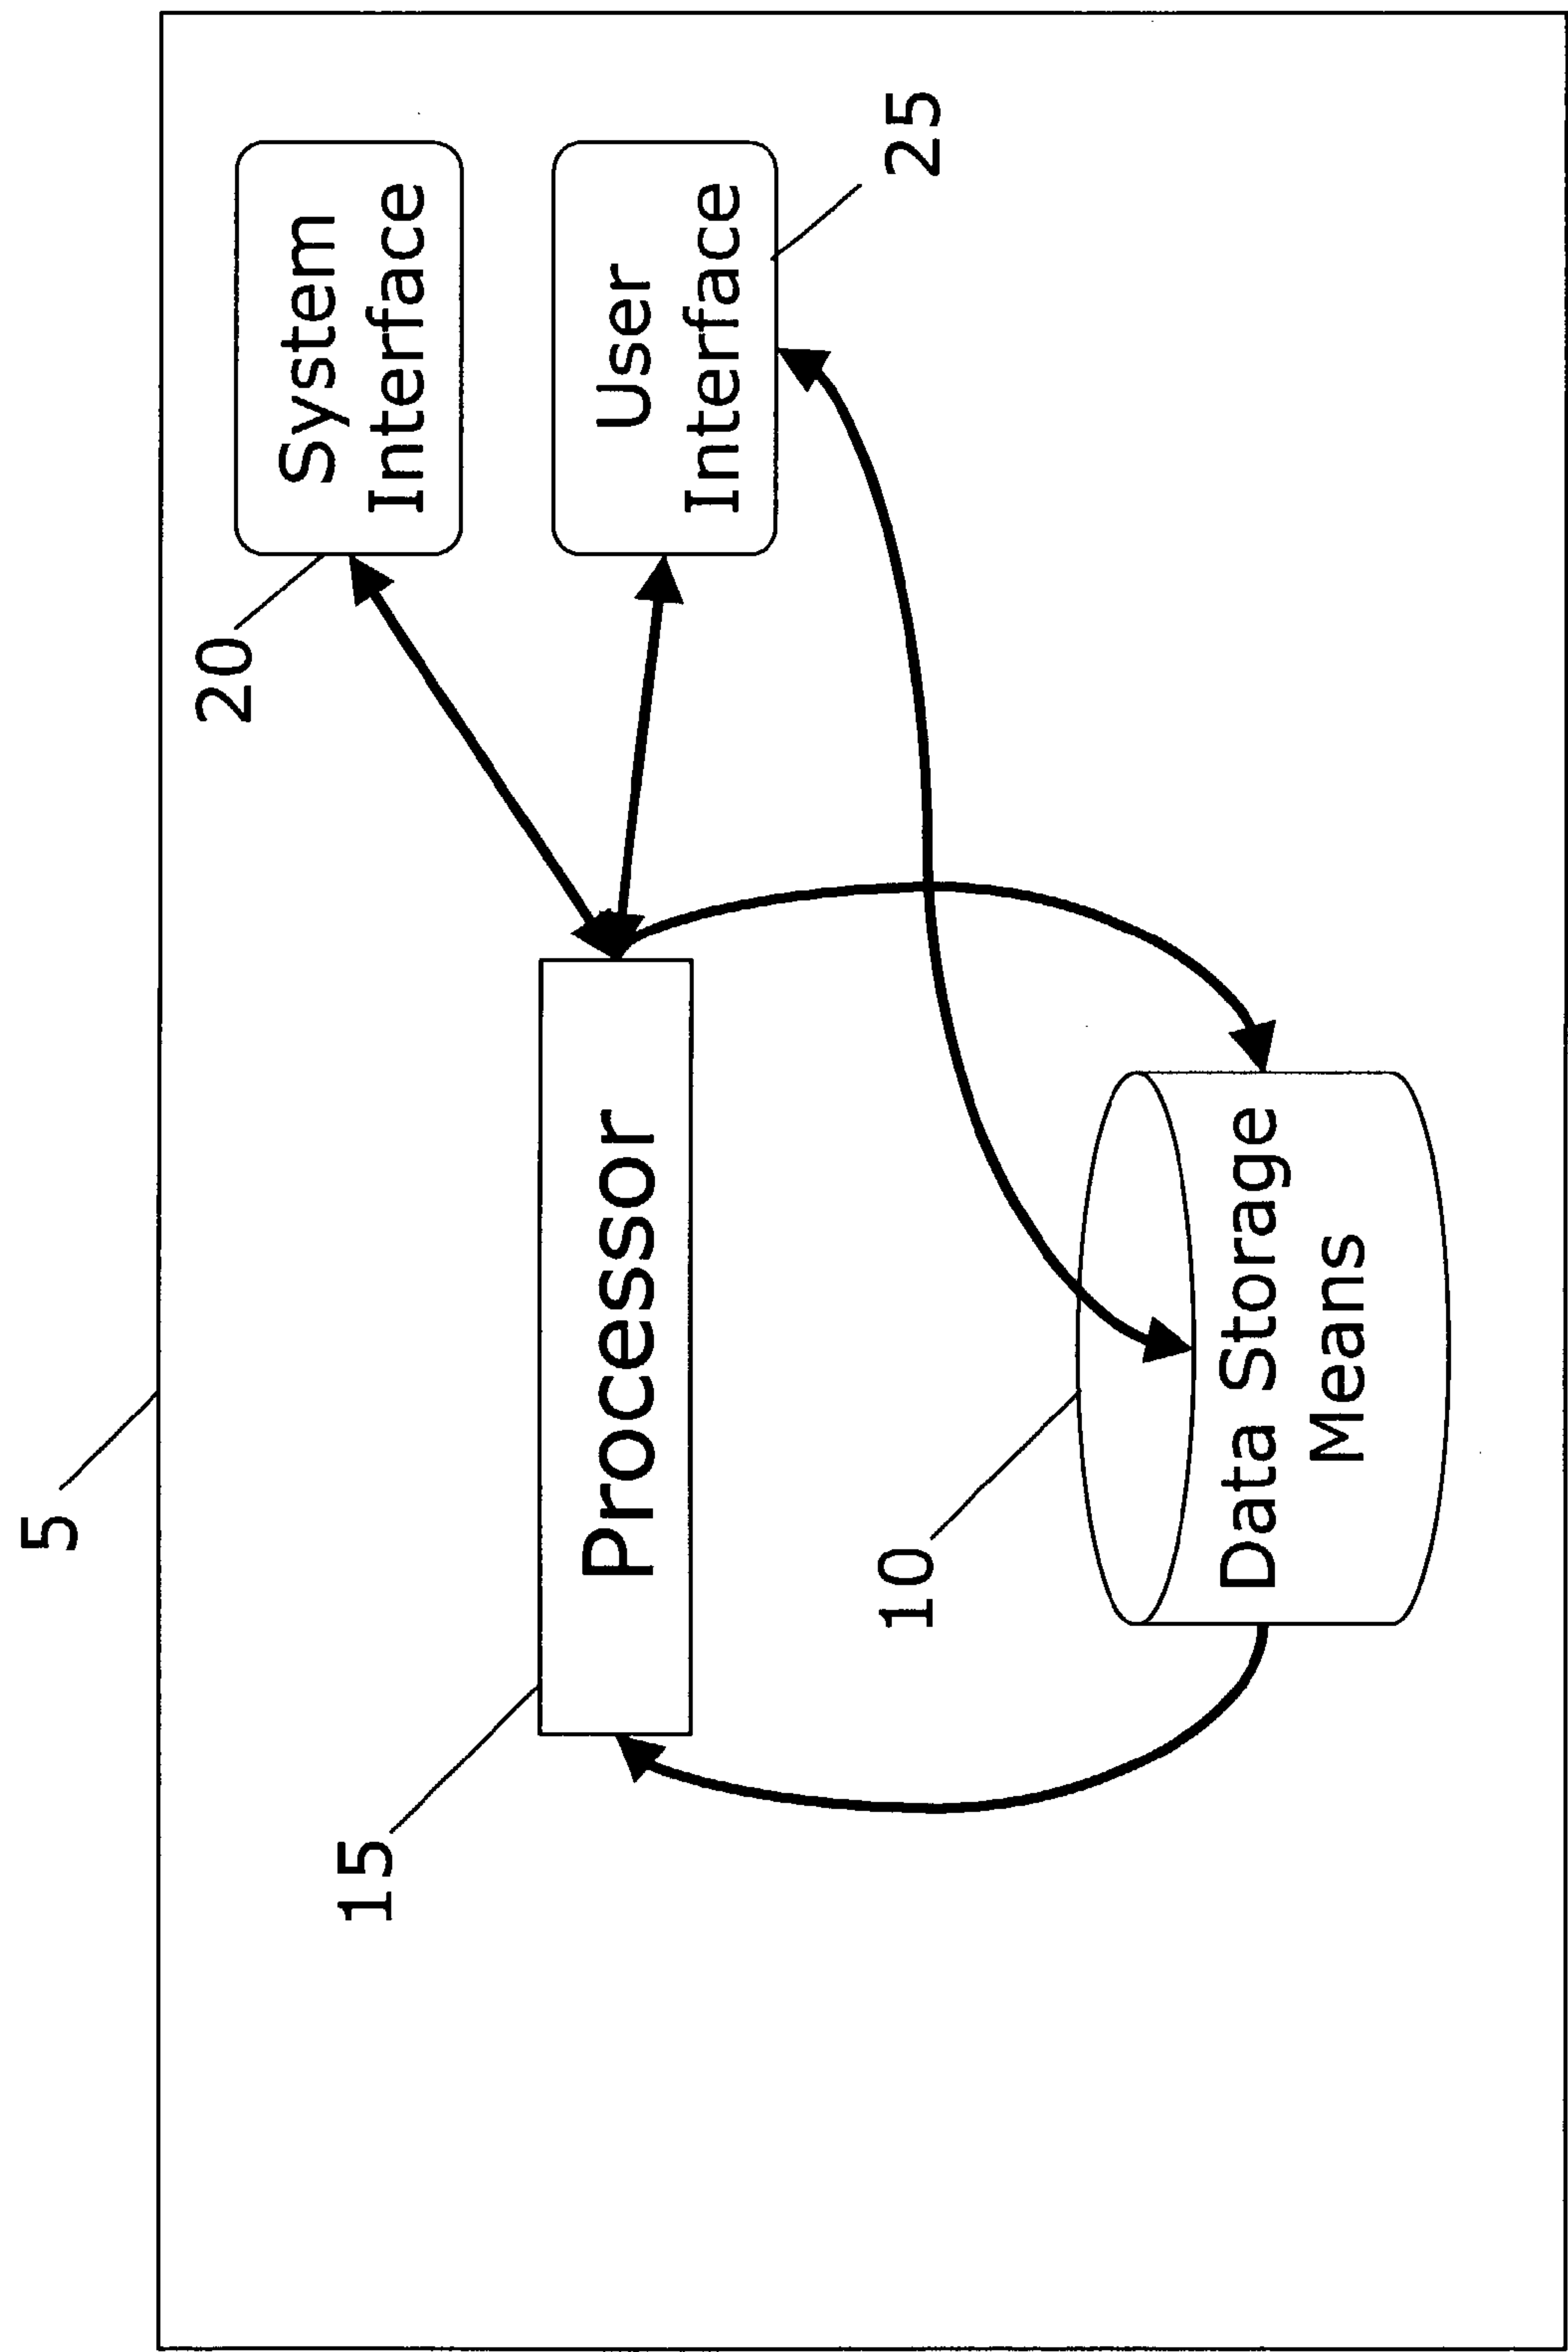 5
15
Processor
20
System
Interface
User
Interface
25
10
Data Storage
Means